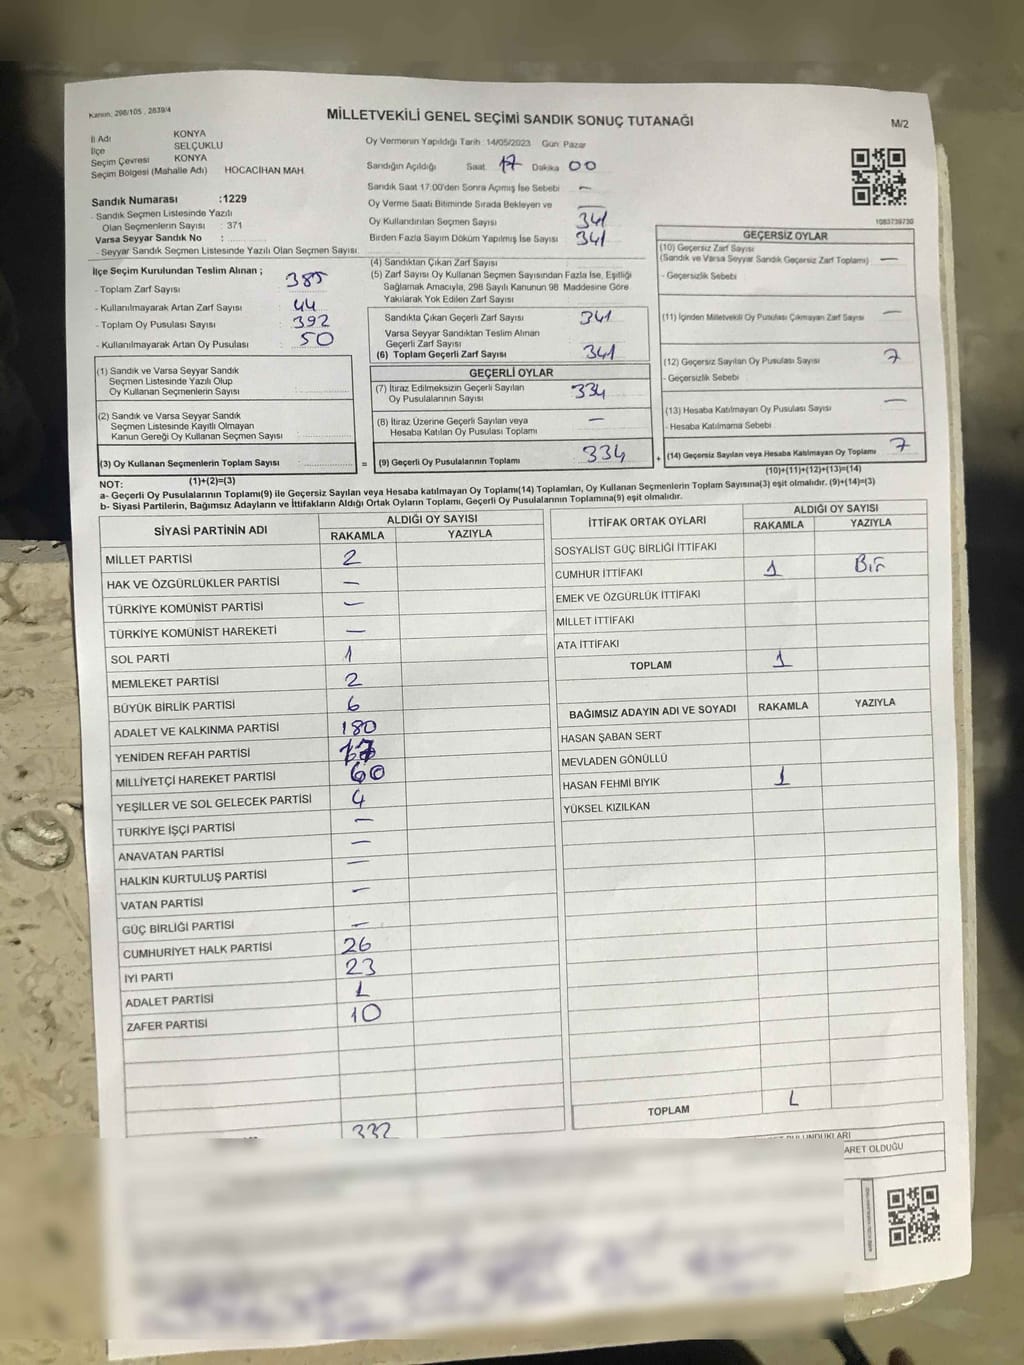 Kanun, 298/105 , 2839/4
MİLLETVEKİLİ GENEL SEÇİMİ SANDIK SONUÇ TUTANAĞI
M/2
İl Adı KONYA
İlçe SELÇUKLU
Seçim Çevresi KONYA
Seçim Bölgesi (Mahalle Adı) HOCACİHAN MAH.
Oy Vermenin Yapıldığı Tarih : 14/05/2023 Gün: Pazar
Sandığın Açıldığı Saat 17 Dakika 00
Sandık Saat 17:00'den Sonra Açmış İse Sebebi —
Oy Verme Saati Bitiminde Sırada Bekleyen ve
Oy Kullandırılan Seçmen Sayısı 341
Birden Fazla Sayım Döküm Yapılmış İse Sayısı 341
Sandık Numarası :1229
- Sandık Seçmen Listesinde Yazılı
Olan Seçmenlerin Sayısı : 371
Varsa Seyyar Sandık No :
- Seyyar Sandık Seçmen Listesinde Yazılı Olan Seçmen Sayısı:
İlçe Seçim Kurulundan Teslim Alınan ;
- Toplam Zarf Sayısı : 385
- Kullanılmayarak Artan Zarf Sayısı : 44
- Toplam Oy Pusulası Sayısı : 392
- Kullanılmayarak Artan Oy Pusulası : 50
(1) Sandık ve Varsa Seyyar Sandık
Seçmen Listesinde Yazılı Olup
Oy Kullanan Seçmenlerin Sayısı
(2) Sandık ve Varsa Seyyar Sandık
Seçmen Listesinde Kayıtlı Olmayan
Kanun Gereği Oy Kullanan Seçmen Sayısı
(3) Oy Kullanan Seçmenlerin Toplam Sayısı
(1)+(2)=(3)
(4) Sandıktan Çıkan Zarf Sayısı
(5) Zarf Sayısı Oy Kullanan Seçmen Sayısından Fazla İse, Eşitliği
Sağlamak Amacıyla, 298 Sayılı Kanunun 98. Maddesine Göre
Yakılarak Yok Edilen Zarf Sayısı
Sandıkta Çıkan Geçerli Zarf Sayısı 341
Varsa Seyyar Sandıktan Teslim Alınan
Geçerli Zarf Sayısı
(6) Toplam Geçerli Zarf Sayısı 341
GEÇERLİ OYLAR
(7) İtiraz Edilmeksizin Geçerli Sayılan
Oy Pusulalarının Sayısı 334
(8) İtiraz Üzerine Geçerli Sayılan veya
Hesaba Katılan Oy Pusulası Toplamı —
= (9) Geçerli Oy Pusulalarının Toplamı 334
1083739730
GEÇERSİZ OYLAR
(10) Geçersiz Zarf Sayısı
(Sandık ve Varsa Seyyar Sandık Geçersiz Zarf Toplamı) —
- Geçersizlik Sebebi
(11) İçinden Milletvekili Oy Pusulası Çıkmayan Zarf Sayısı —
(12) Geçersiz Sayılan Oy Pusulası Sayısı 7
- Geçersizlik Sebebi
(13) Hesaba Katılmayan Oy Pusulası Sayısı —
- Hesaba Katılmama Sebebi
+ (14) Geçersiz Sayılan veya Hesaba Katılmayan Oy Toplamı 7
(10)+(11)+(12)+(13)=(14)
NOT:
a- Geçerli Oy Pusulalarının Toplamı(9) ile Geçersiz Sayılan veya Hesaba katılmayan Oy Toplamı(14) Toplamları, Oy Kullanan Seçmenlerin Toplam Sayısına(3) eşit olmalıdır. (9)+(14)=(3)
b- Siyasi Partilerin, Bağımsız Adayların ve İttifakların Aldığı Ortak Oyların Toplamı, Geçerli Oy Pusulalarının Toplamına(9) eşit olmalıdır.
SİYASİ PARTİNİN ADI ALDIĞI OY SAYISI
RAKAMLA YAZIYLA
MİLLET PARTİSİ 2
HAK VE ÖZGÜRLÜKLER PARTİSİ —
TÜRKİYE KOMÜNİST PARTİSİ —
TÜRKİYE KOMÜNİST HAREKETİ —
SOL PARTİ 1
MEMLEKET PARTİSİ 2
BÜYÜK BİRLİK PARTİSİ 6
ADALET VE KALKINMA PARTİSİ 180
YENİDEN REFAH PARTİSİ
MİLLİYETÇİ HAREKET PARTİSİ 60
YEŞİLLER VE SOL GELECEK PARTİSİ 4
TÜRKİYE İŞÇİ PARTİSİ —
ANAVATAN PARTİSİ —
HALKIN KURTULUŞ PARTİSİ —
VATAN PARTİSİ —
GÜÇ BİRLİĞİ PARTİSİ —
CUMHURİYET HALK PARTİSİ 26
İYİ PARTİ 23
ADALET PARTİSİ 1
ZAFER PARTİSİ 10
332
İTTİFAK ORTAK OYLARI ALDIĞI OY SAYISI
RAKAMLA YAZIYLA
SOSYALİST GÜÇ BİRLİĞİ İTTİFAKI
CUMHUR İTTİFAKI 1 Bir
EMEK VE ÖZGÜRLÜK İTTİFAKI
MİLLET İTTİFAKI
ATA İTTİFAKI
TOPLAM 1
BAĞIMSIZ ADAYIN ADI VE SOYADI RAKAMLA YAZIYLA
HASAN ŞABAN SERT
MEVLADEN GÖNÜLLÜ
HASAN FEHMİ BIYIK 1
YÜKSEL KIZILKAN
TOPLAM 1
ARET OLDUĞU